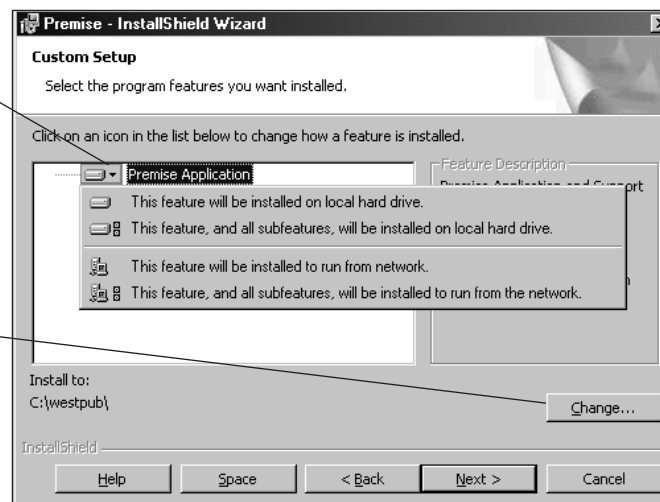 Premise - InstallShield Wizard
Custom Setup
Select the program features you want installed.
Click on an icon in the list below to change how a feature is installed.
Premise Application
Feature Description
Premise Application and Support
This feature will be installed on local hard drive.
This feature, and all subfeatures, will be installed on local hard drive.
This feature will be installed to run from network.
This feature, and all subfeatures, will be installed to run from the network.
Install to:
C:\westpub\
Change...
InstallShield
Help
Space
< Back
Next >
Cancel